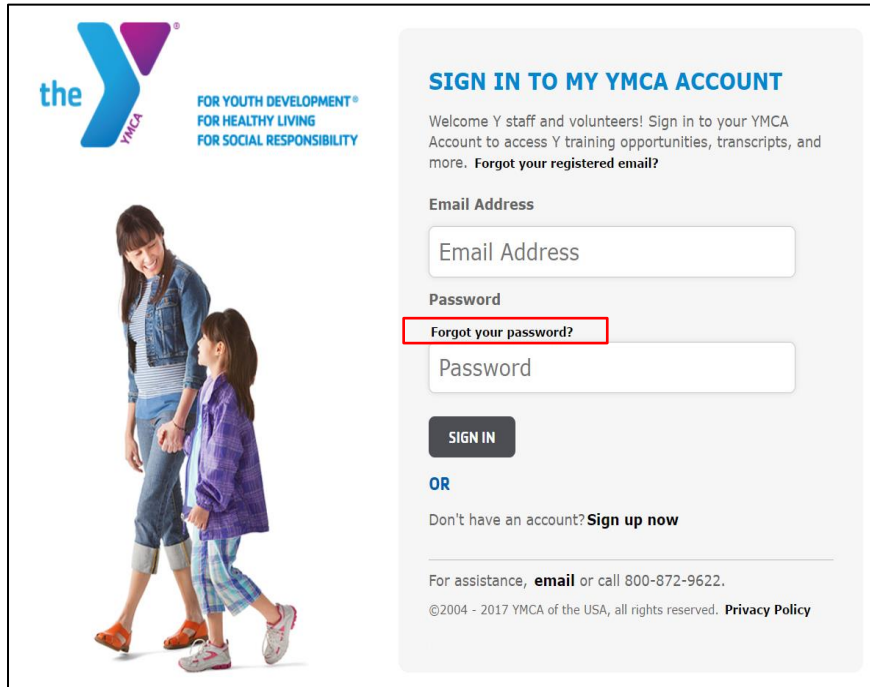 the
YMCA
®
FOR YOUTH DEVELOPMENT®
FOR HEALTHY LIVING
FOR SOCIAL RESPONSIBILITY
SIGN IN TO MY YMCA ACCOUNT
Welcome Y staff and volunteers! Sign in to your YMCA
Account to access Y training opportunities, transcripts, and
more. Forgot your registered email?
Email Address
Email Address
Password
Forgot your password?
Password
SIGN IN
OR
Don't have an account? Sign up now
For assistance, email or call 800-872-9622.
©2004 - 2017 YMCA of the USA, all rights reserved. Privacy Policy